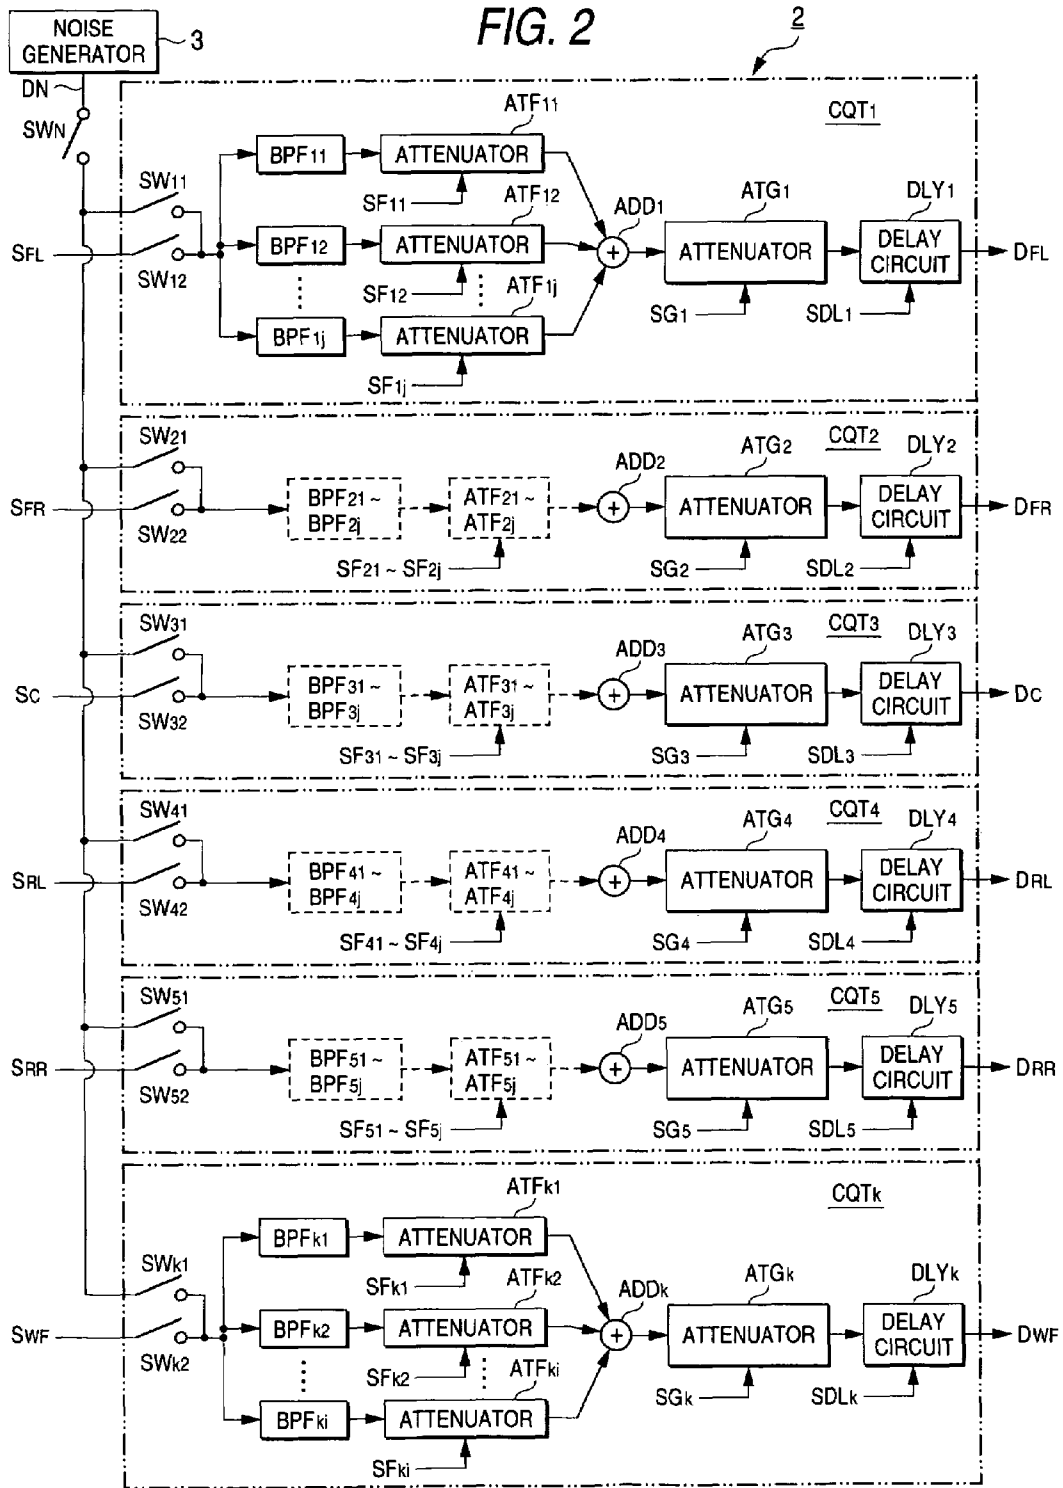 FIG. 2
2
NOISE
GENERATOR
3
DN
SWN
CQT1
ATF11
BPF11
ATTENUATOR
SW11
SF11
ATF12
ADD1
ATG1
DLY1
SFL
BPF12
ATTENUATOR
ATTENUATOR
DELAY
CIRCUIT
DFL
SW12
SF12
ATF1j
SG1
SDL1
BPF1j
ATTENUATOR
SF1j
CQT2
SW21
ADD2
ATG2
DLY2
SFR
BPF21 ~
BPF2j
ATF21 ~
ATF2j
ATTENUATOR
DELAY
CIRCUIT
DFR
SW22
SF21 ~ SF2j
SG2
SDL2
CQT3
SW31
ADD3
ATG3
DLY3
SC
BPF31 ~
BPF3j
ATF31 ~
ATF3j
ATTENUATOR
DELAY
CIRCUIT
DC
SW32
SF31 ~ SF3j
SG3
SDL3
CQT4
SW41
ADD4
ATG4
DLY4
SRL
BPF41 ~
BPF4j
ATF41 ~
ATF4j
ATTENUATOR
DELAY
CIRCUIT
DRL
SW42
SF41 ~ SF4j
SG4
SDL4
CQT5
SW51
ADD5
ATG5
DLY5
SRR
BPF51 ~
BPF5j
ATF51 ~
ATF5j
ATTENUATOR
DELAY
CIRCUIT
DRR
SW52
SF51 ~ SF5j
SG5
SDL5
CQTk
ATFk1
BPFk1
ATTENUATOR
SWk1
SFk1
ATFk2
ADDk
ATGk
DLYk
SWF
BPFk2
ATTENUATOR
ATTENUATOR
DELAY
CIRCUIT
DWF
SWk2
SFk2
ATFki
SGk
SDLk
BPFki
ATTENUATOR
SFki